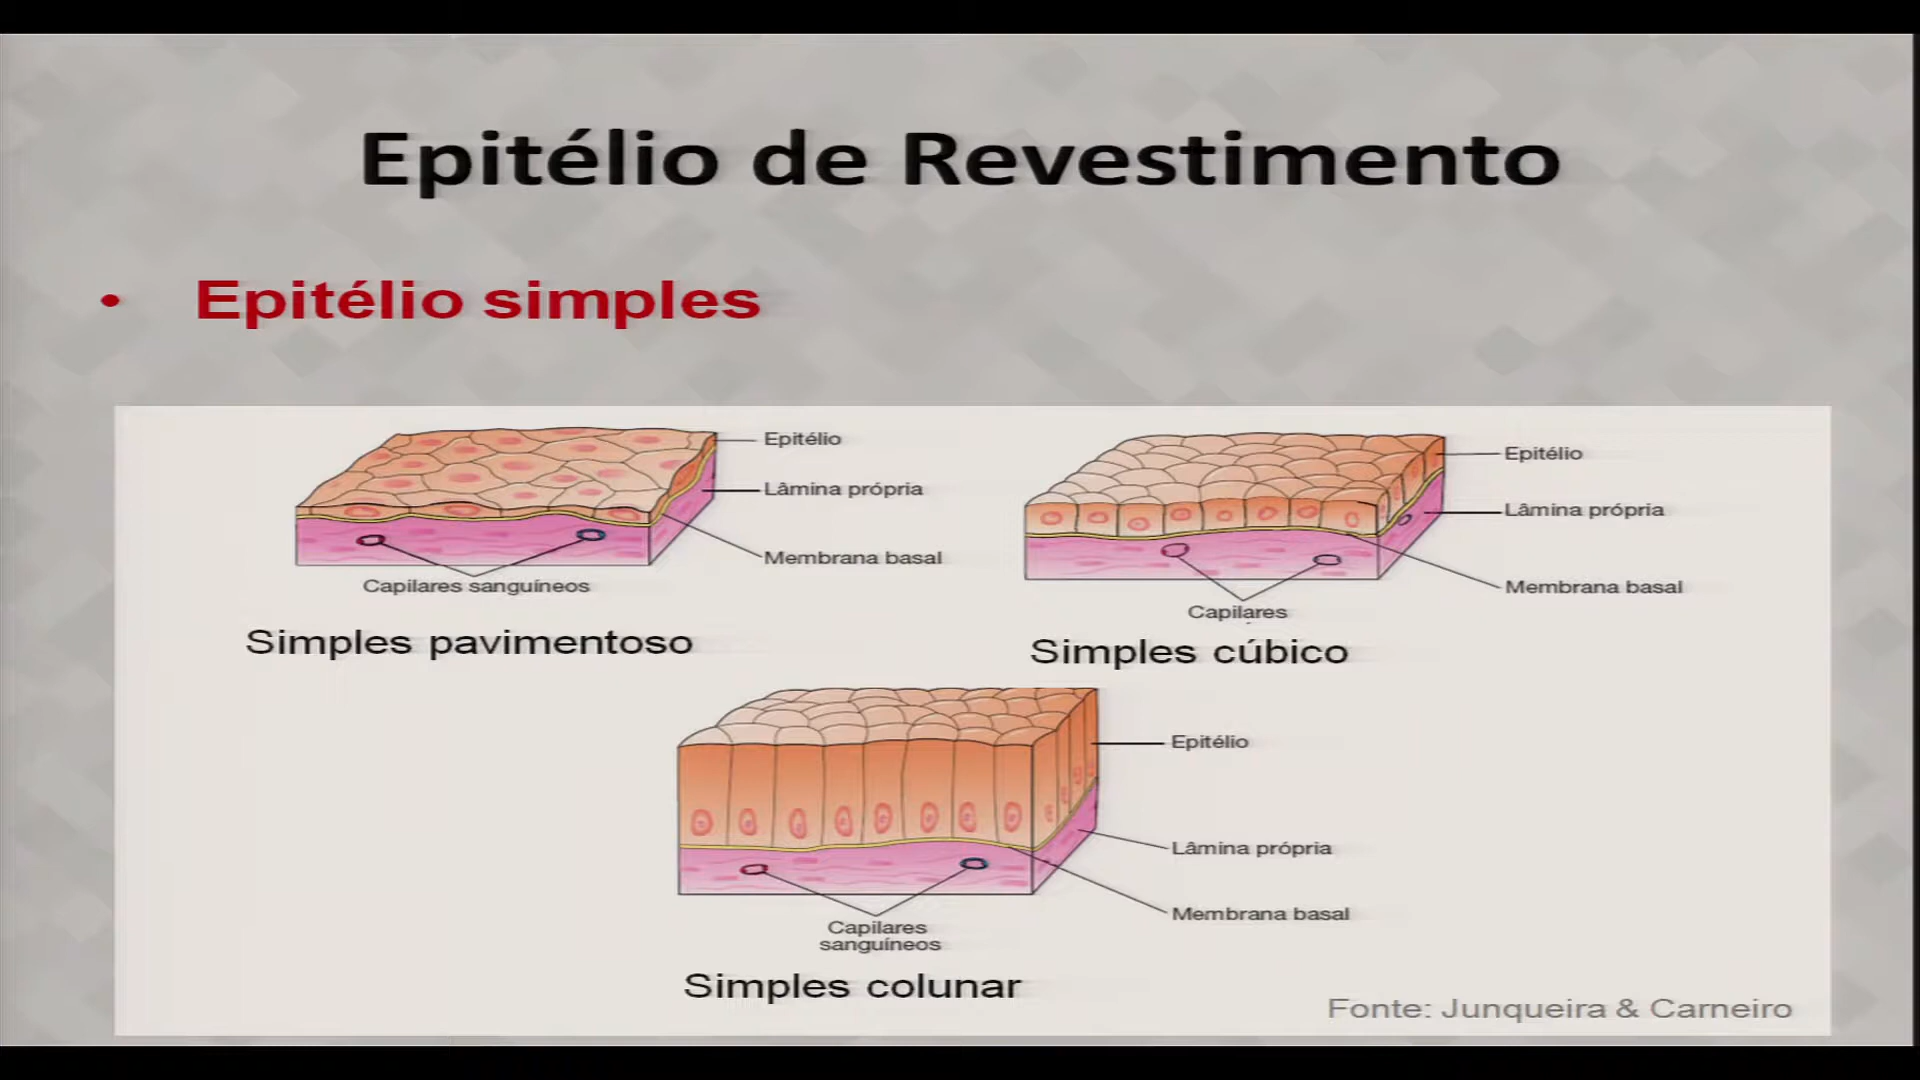 Epitélio de Revestimento
• Epitélio simples
Epitélio
Lâmina própria
Membrana basal
Capilares sanguíneos
Simples pavimentoso
Epitélio
Lâmina própria
Membrana basal
Capilares
Simples cúbico
Epitélio
Lâmina própria
Membrana basal
Capilares
sanguíneos
Simples colunar
Fonte: Junqueira & Carneiro